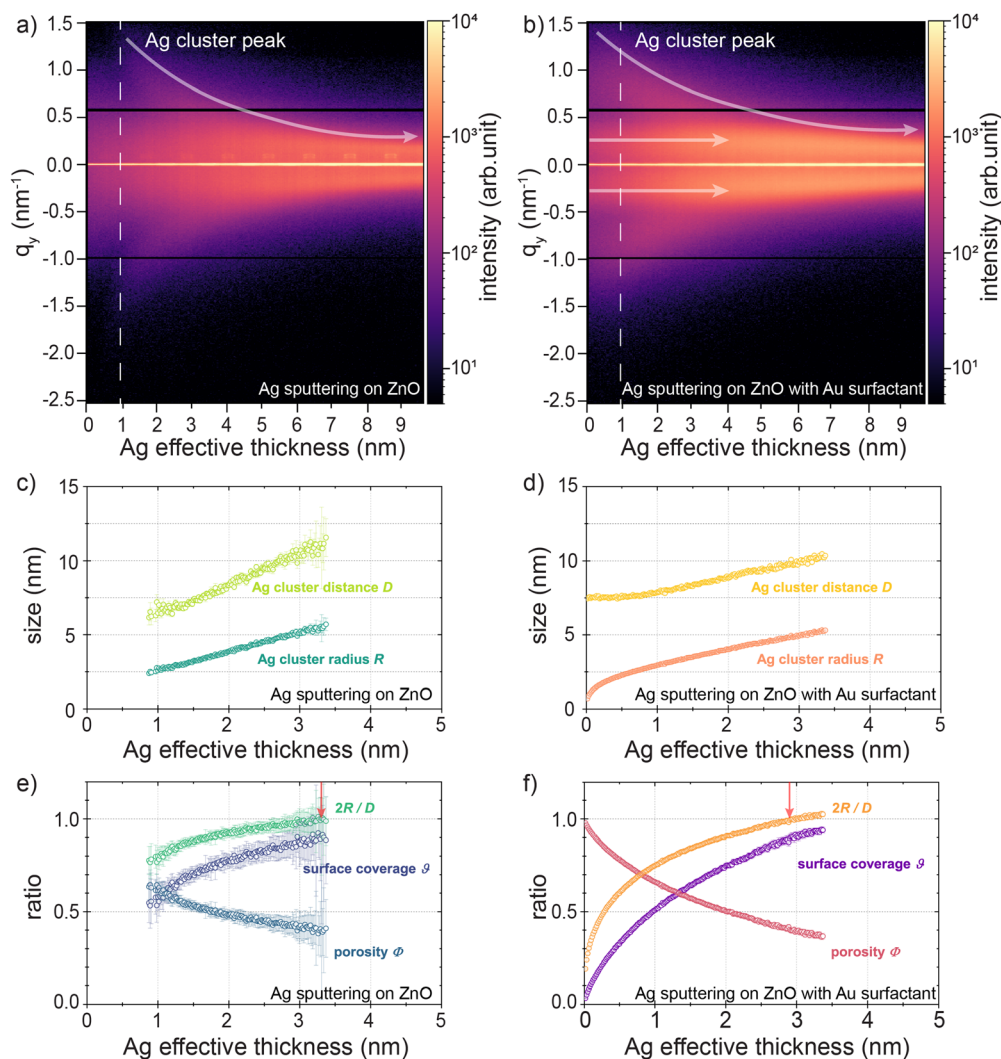 a)
1.5
1.0
0.5
0.0
-0.5
-1.0
-1.5
-2.0
-2.5
q_y (nm⁻¹)
Ag cluster peak
Ag sputtering on ZnO
0 1 2 3 4 5 6 7 8 9
Ag effective thickness (nm)
10⁴
10³
10²
10¹
intensity (arb.unit)
b)
1.5
1.0
0.5
0.0
-0.5
-1.0
-1.5
-2.0
-2.5
q_y (nm⁻¹)
Ag cluster peak
Ag sputtering on ZnO with Au surfactant
0 1 2 3 4 5 6 7 8 9
Ag effective thickness (nm)
10⁴
10³
10²
10¹
intensity (arb.unit)
c)
15
10
5
0
size (nm)
Ag cluster distance D
Ag cluster radius R
Ag sputtering on ZnO
0 1 2 3 4 5
Ag effective thickness (nm)
d)
15
10
5
0
size (nm)
Ag cluster distance D
Ag cluster radius R
Ag sputtering on ZnO with Au surfactant
0 1 2 3 4 5
Ag effective thickness (nm)
e)
1.0
0.5
0.0
ratio
2R / D
surface coverage ϑ
porosity Φ
Ag sputtering on ZnO
0 1 2 3 4 5
Ag effective thickness (nm)
f)
1.0
0.5
0.0
ratio
2R / D
surface coverage ϑ
porosity Φ
Ag sputtering on ZnO with Au surfactant
0 1 2 3 4 5
Ag effective thickness (nm)